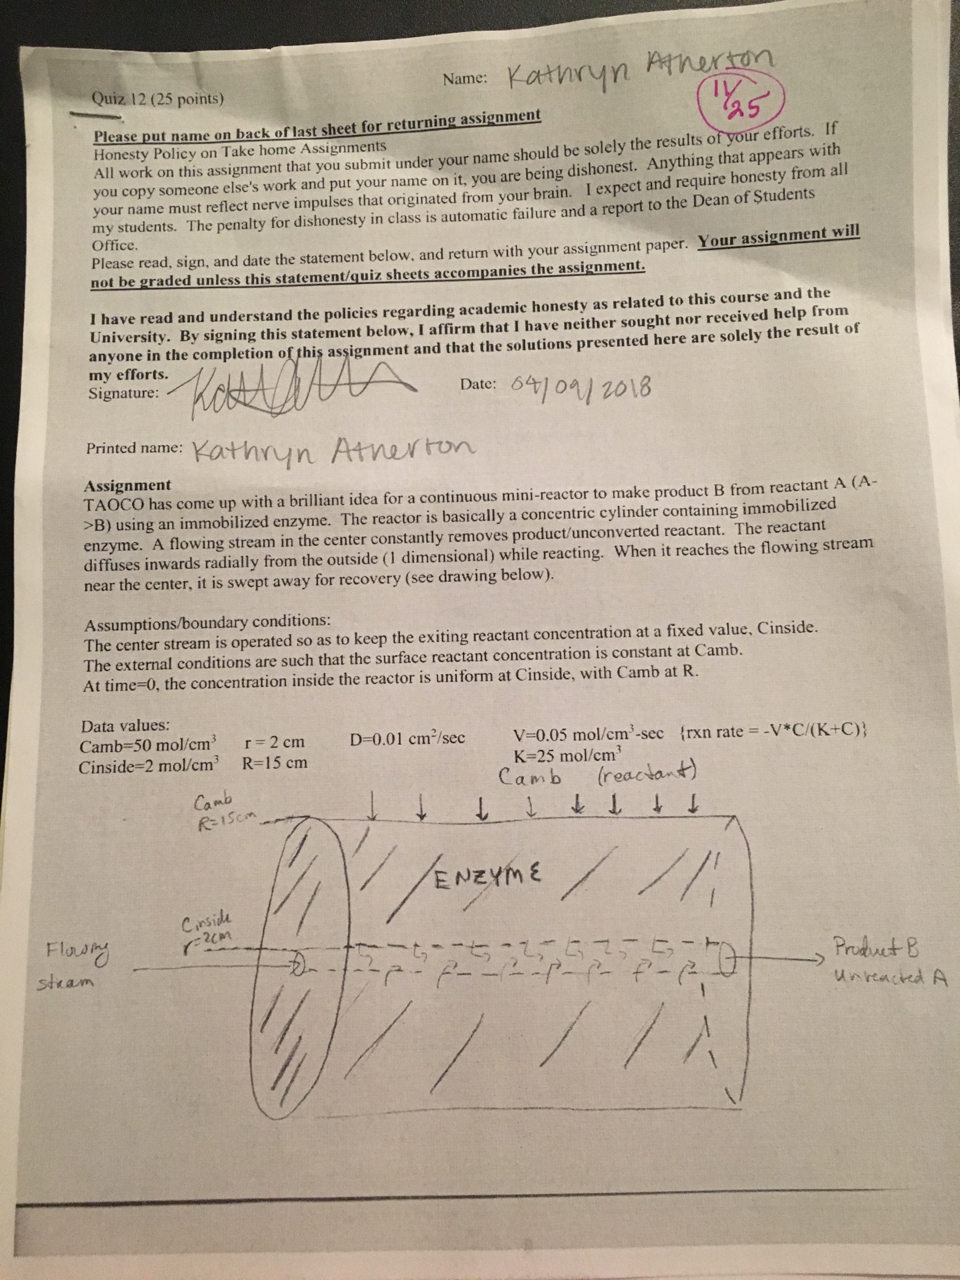 Name: Kathryn Atherton
Quiz 12 (25 points)
11/25
Please put name on back of last sheet for returning assignment
Honesty Policy on Take home Assignments
All work on this assignment that you submit under your name should be solely the results of your efforts. If
you copy someone else's work and put your name on it, you are being dishonest. Anything that appears with
your name must reflect nerve impulses that originated from your brain. I expect and require honesty from all
my students. The penalty for dishonesty in class is automatic failure and a report to the Dean of Students
Office.
Please read, sign, and date the statement below, and return with your assignment paper. Your assignment will
not be graded unless this statement/quiz sheets accompanies the assignment.
I have read and understand the policies regarding academic honesty as related to this course and the
University. By signing this statement below, I affirm that I have neither sought nor received help from
anyone in the completion of this assignment and that the solutions presented here are solely the result of
my efforts.
Signature: Date: 04/09/2018
Printed name: Kathryn Atherton
Assignment
TAOCO has come up with a brilliant idea for a continuous mini-reactor to make product B from reactant A (A-
>B) using an immobilized enzyme. The reactor is basically a concentric cylinder containing immobilized
enzyme. A flowing stream in the center constantly removes product/unconverted reactant. The reactant
diffuses inwards radially from the outside (1 dimensional) while reacting. When it reaches the flowing stream
near the center, it is swept away for recovery (see drawing below).
Assumptions/boundary conditions:
The center stream is operated so as to keep the exiting reactant concentration at a fixed value, Cinside.
The external conditions are such that the surface reactant concentration is constant at Camb.
At time=0, the concentration inside the reactor is uniform at Cinside, with Camb at R.
Data values:
Camb=50 mol/cm³ r = 2 cm D=0.01 cm²/sec V=0.05 mol/cm³-sec {rxn rate = -V*C/(K+C)}
Cinside=2 mol/cm³ R=15 cm K=25 mol/cm³
Camb (reactant)
Camb
R=15cm
ENZYME
Cinside
r=2cm
Flowing
stream
Product B
Unreacted A